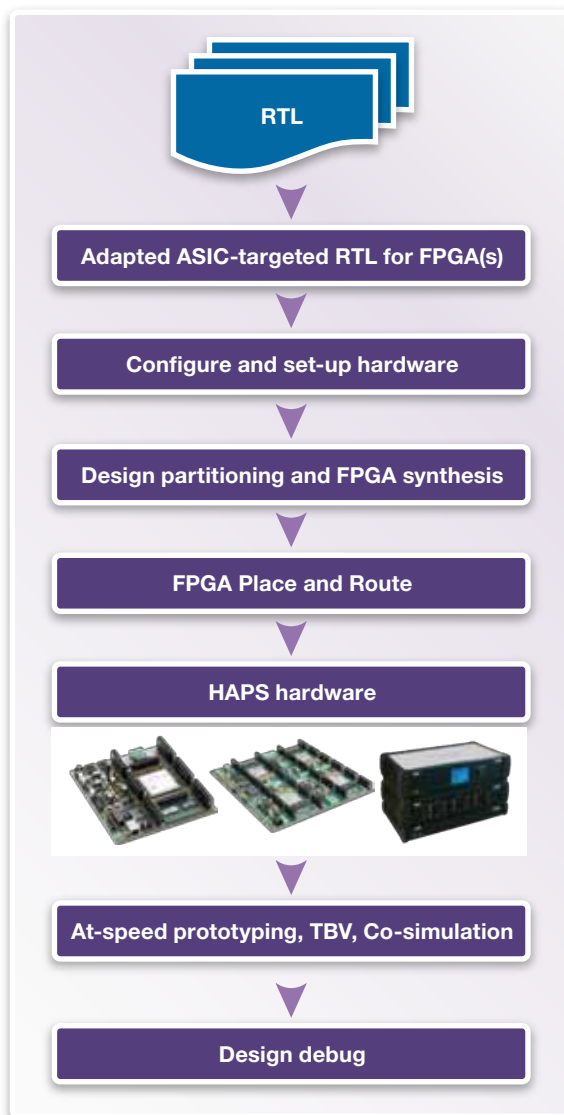 RTL
Adapted ASIC-targeted RTL for FPGA(s)
Configure and set-up hardware
Design partitioning and FPGA synthesis
FPGA Place and Route
HAPS hardware
At-speed prototyping, TBV, Co-simulation
Design debug